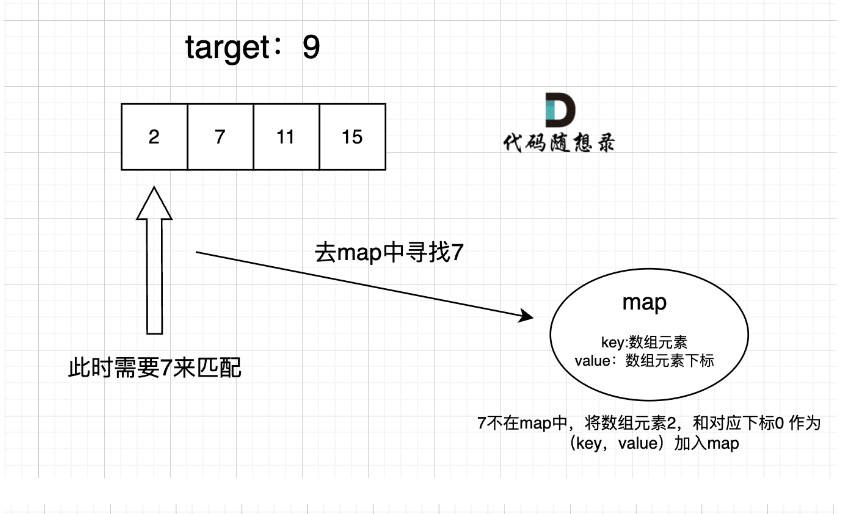 target：9
2 7 11 15
代码随想录
去map中寻找7
map
key:数组元素
value：数组元素下标
此时需要7来匹配
7不在map中，将数组元素2，和对应下标0 作为
（key，value）加入map